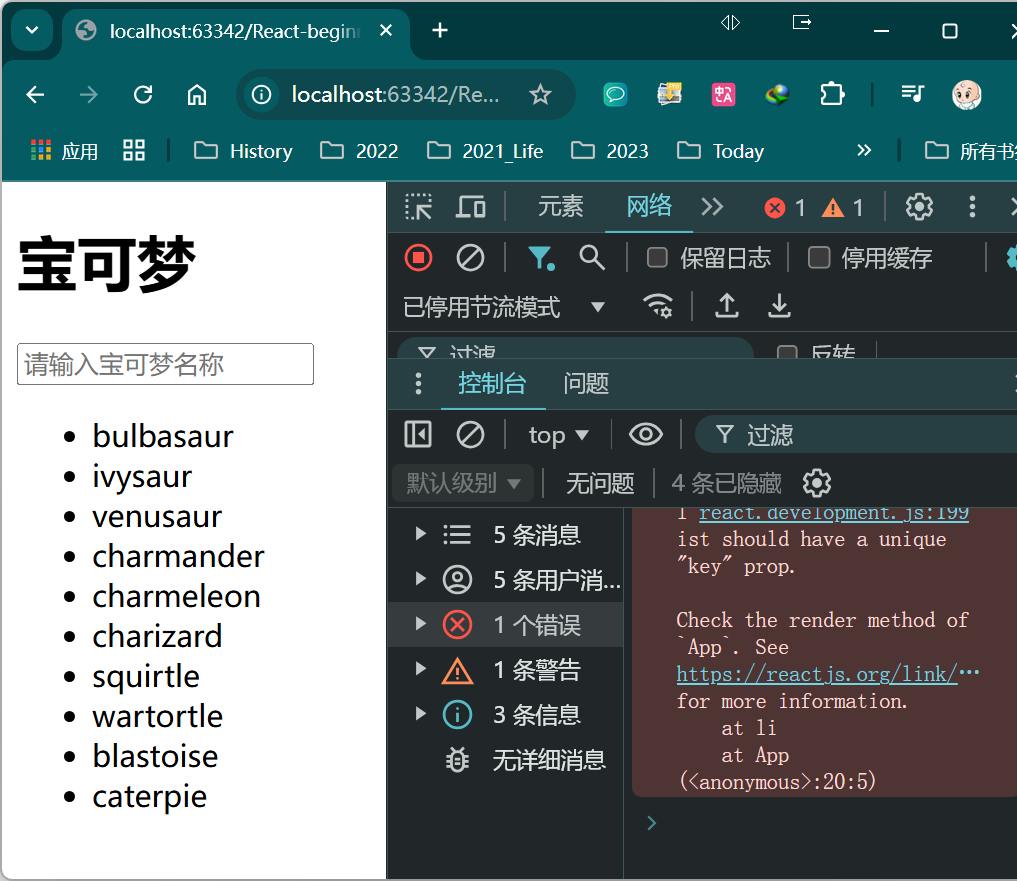 localhost:63342/React-begin
localhost:63342/Re...
应用 History 2022 2021_Life 2023 Today » 所有书
宝可梦
请输入宝可梦名称
bulbasaur
ivysaur
venusaur
charmander
charmeleon
charizard
squirtle
wartortle
blastoise
caterpie
元素 网络 1 1
保留日志 停用缓存
已停用节流模式
过滤 反转
控制台 问题
top 过滤
默认级别 无问题 4 条已隐藏
5 条消息
5 条用户消...
1 个错误
1 条警告
3 条信息
无详细消息
react.development.js:199
ist should have a unique
"key" prop.
Check the render method of
`App`. See
https://reactjs.org/link/…
for more information.
at li
at App
(<anonymous>:20:5)